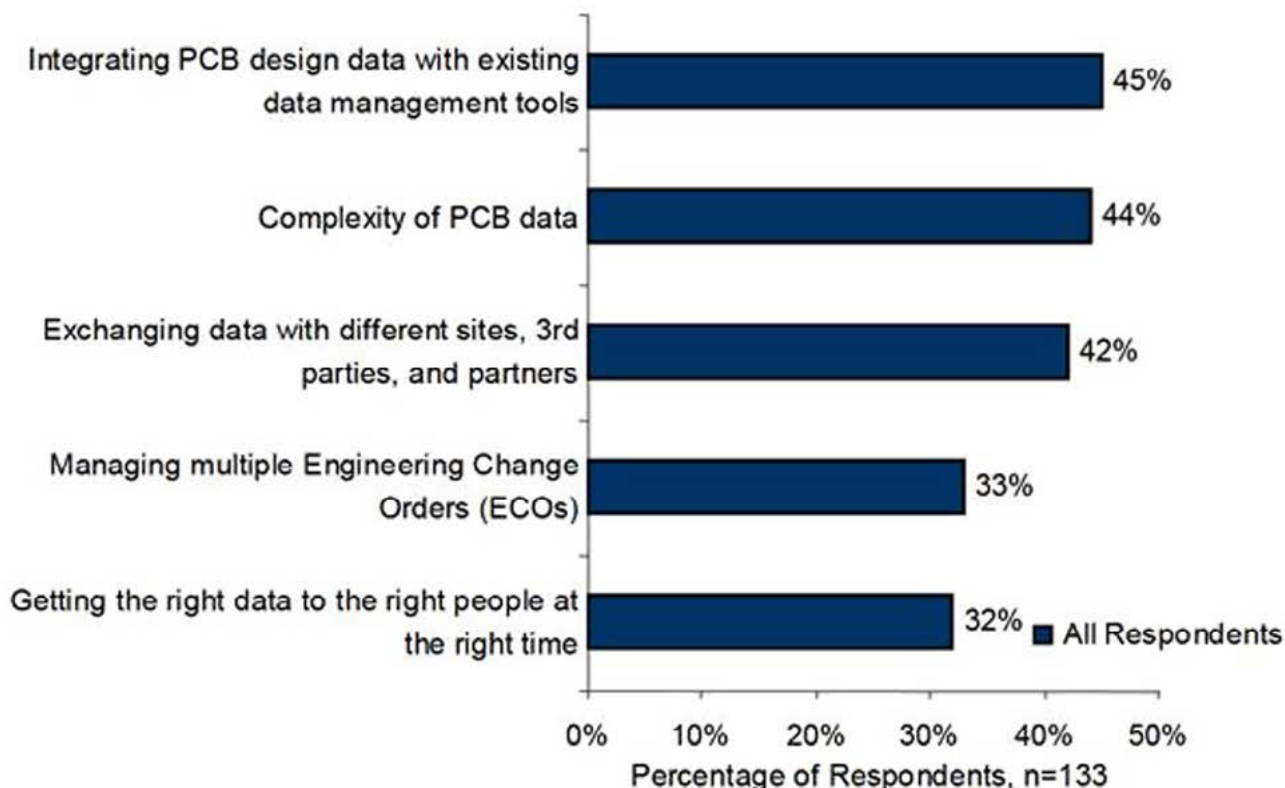 Integrating PCB design data with existing
data management tools
45%
Complexity of PCB data
44%
Exchanging data with different sites, 3rd
parties, and partners
42%
Managing multiple Engineering Change
Orders (ECOs)
33%
Getting the right data to the right people at
the right time
32%
All Respondents
0% 10% 20% 30% 40% 50%
Percentage of Respondents, n=133